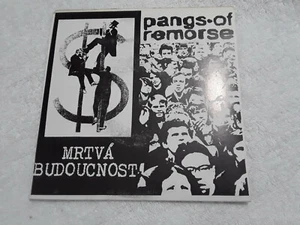 pangs·of
remorse
MRTVÁ
BUDOUCNOST